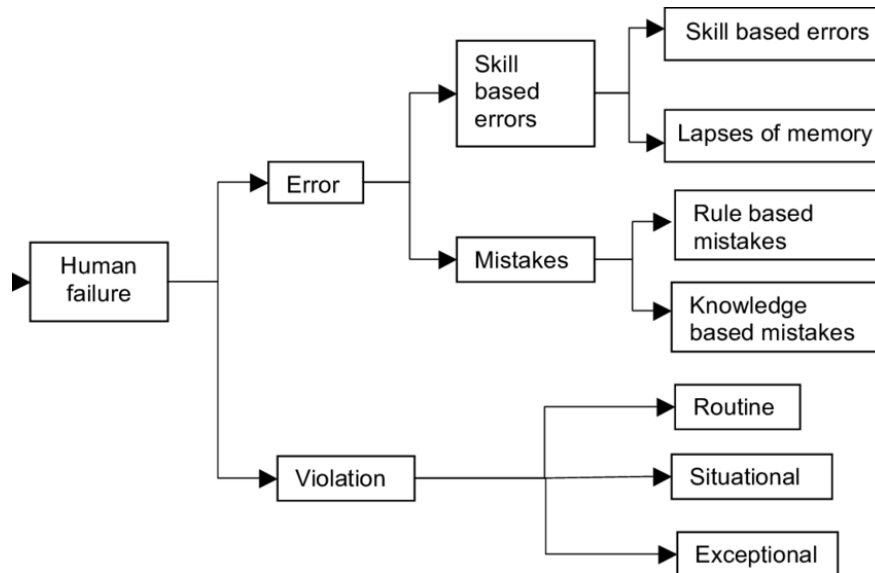 Skill based errors
Skill
based
errors
Lapses of memory
Error
Rule based
mistakes
Mistakes
Human
failure
Knowledge
based mistakes
Routine
Violation
Situational
Exceptional